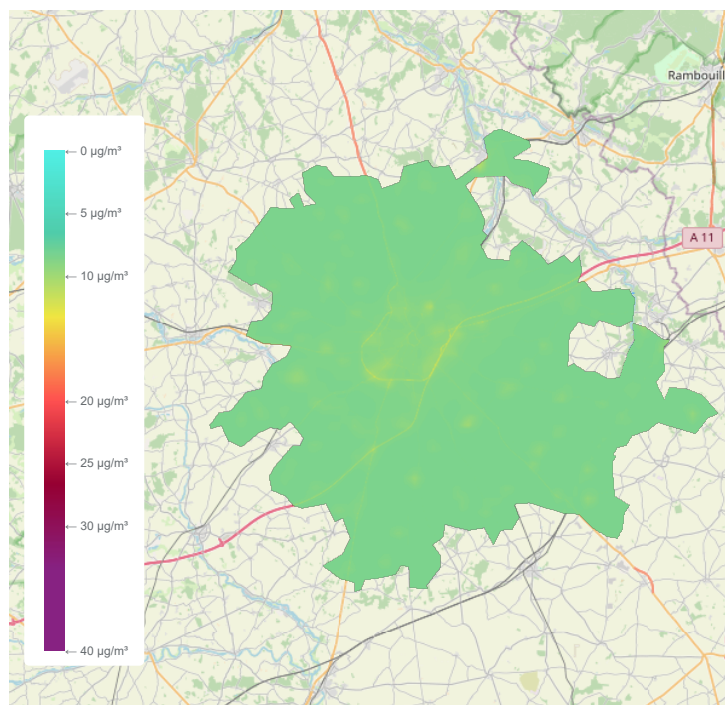 Rambouill
A 11
← 0 µg/m³
← 5 µg/m³
← 10 µg/m³
← 20 µg/m³
← 25 µg/m³
← 30 µg/m³
← 40 µg/m³